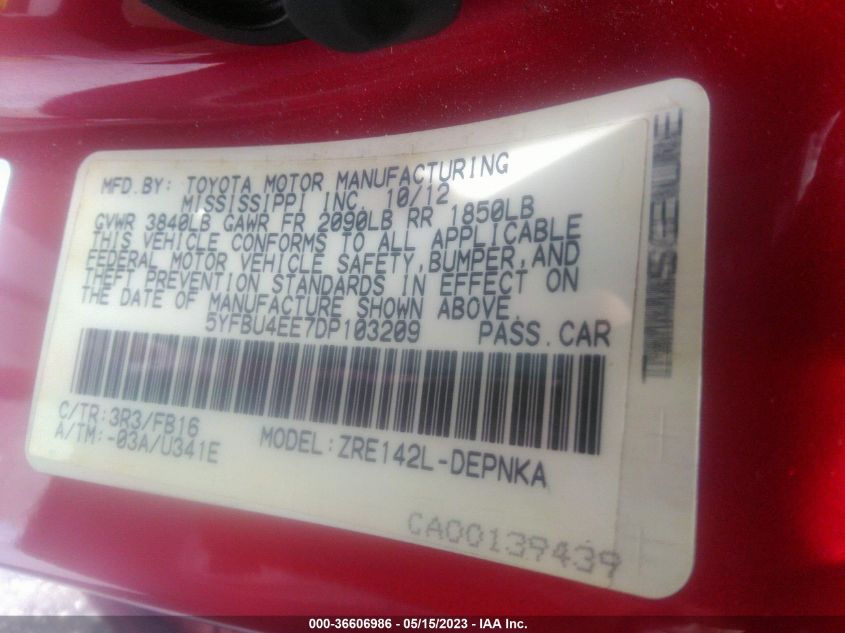 MFD.BY: TOYOTA MOTOR MANUFACTURING
MISSISSIPPI INC. 10/12
GVWR 3840LB GAWR FR 2090LB RR 1850LB
THIS VEHICLE CONFORMS TO ALL APPLICABLE
FEDERAL MOTOR VEHICLE SAFETY, BUMPER, AND
THEFT PREVENTION STANDARDS IN EFFECT ON
THE DATE OF MANUFACTURE SHOWN ABOVE.
5YFBU4EE7DP103209 PASS.CAR
C/TR:3R3/FB16
A/TM:-03A/U341E
MODEL:ZRE142L-DEPNKA
CA00139439
000-36606986 - 05/15/2023 - IAA Inc.